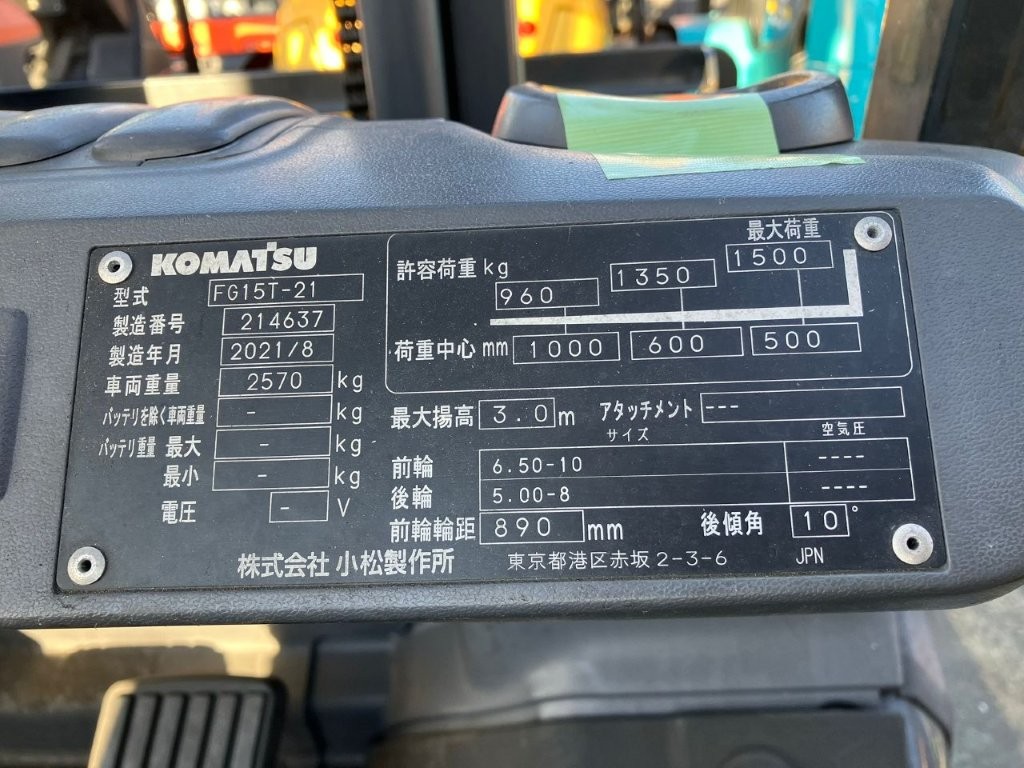 KOMATSU
型式 FG15T-21
製造番号 214637
製造年月 2021/8
車両重量 2570 kg
バッテリを除く車両重量 - kg
バッテリ重量 最大 - kg
最小 - kg
電圧 - V
最大荷重
許容荷重 kg 960 1350 1500
荷重中心 mm 1000 600 500
最大揚高 3.0 m アタッチメント ---
サイズ 空気圧
前輪 6.50-10 ----
後輪 5.00-8 ----
前輪輪距 890 mm 後傾角 10°
株式会社 小松製作所 東京都港区赤坂2-3-6 JPN